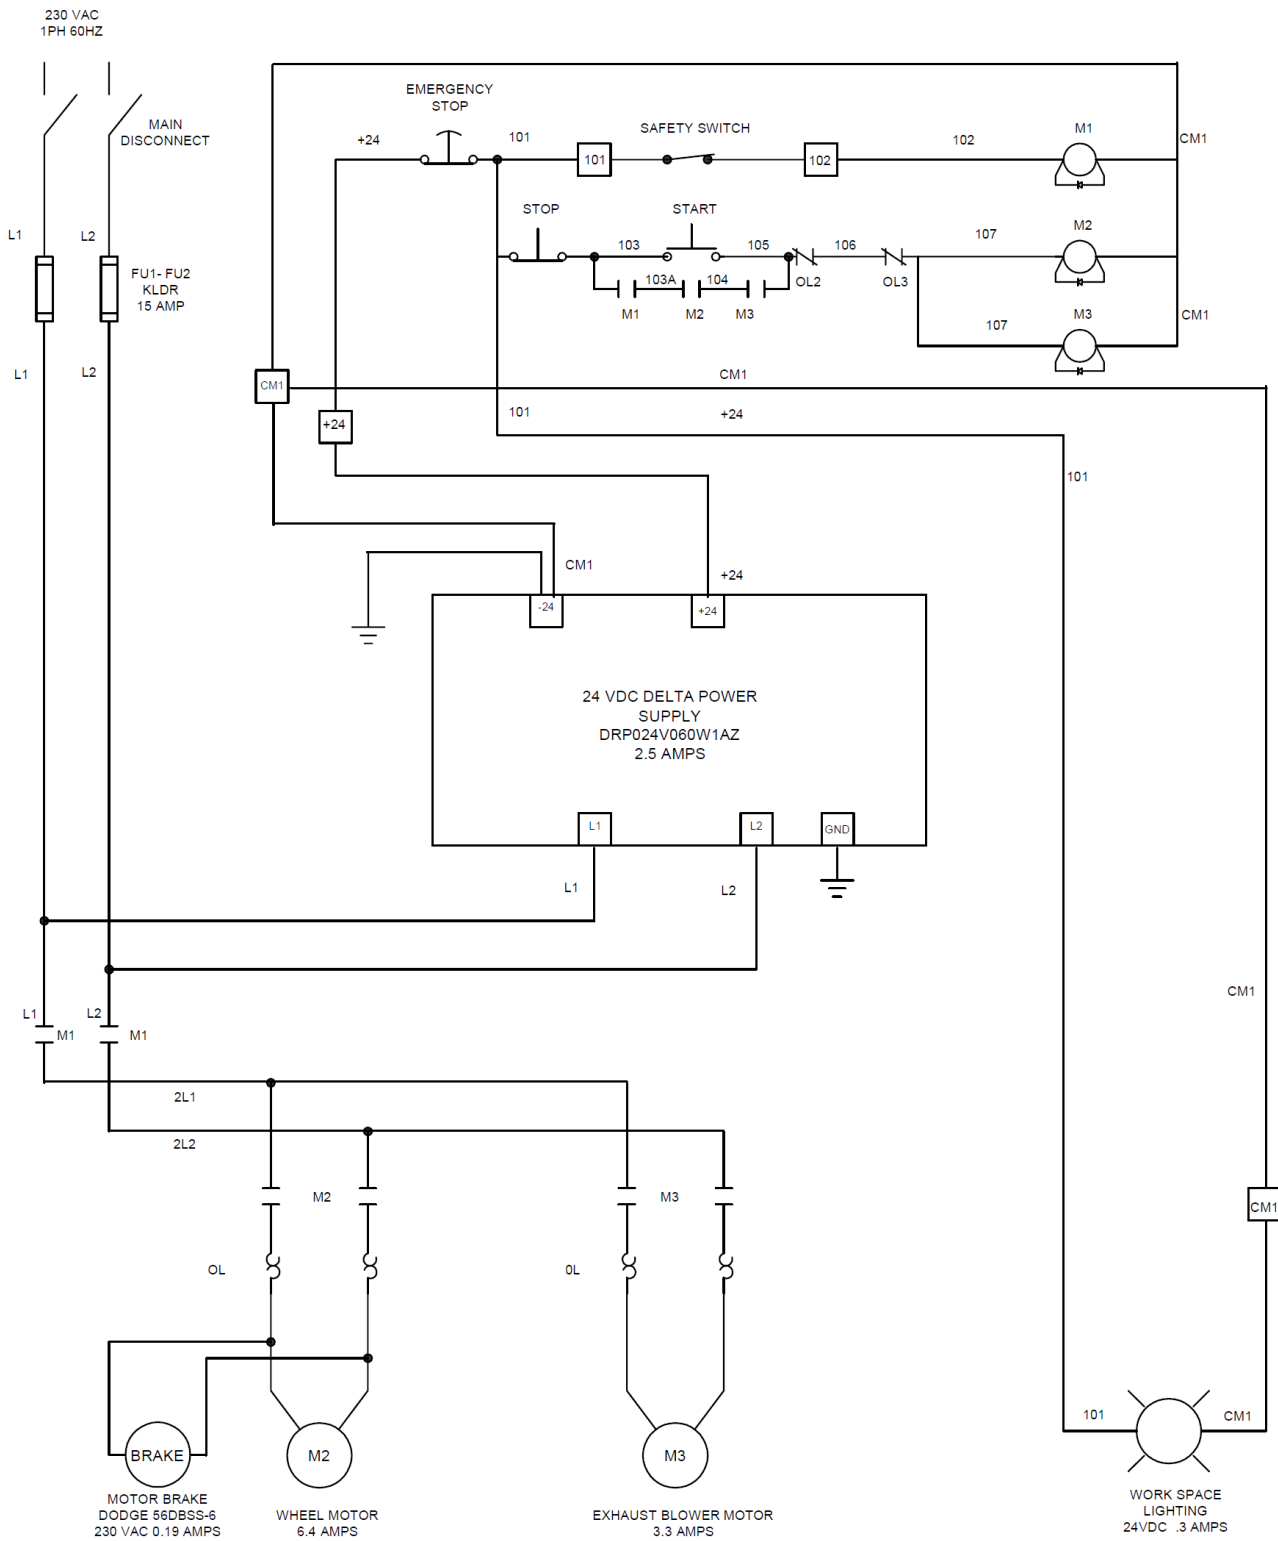 230 VAC
1PH 60HZ
MAIN
DISCONNECT
L1
L2
FU1- FU2
KLDR
15 AMP
L1
L2
EMERGENCY
STOP
+24
101
101
SAFETY SWITCH
102
102
M1
CM1
STOP
START
103
105
106
107
M2
103A
104
OL2
OL3
M1
M2
M3
107
M3
CM1
CM1
CM1
+24
101
+24
101
CM1
+24
-24
+24
24 VDC DELTA POWER
SUPPLY
DRP024V060W1AZ
2.5 AMPS
L1
L2
GND
L1
L2
CM1
L1
L2
M1
M1
2L1
2L2
M2
M3
CM1
OL
0L
101
CM1
BRAKE
M2
M3
MOTOR BRAKE
DODGE 56DBSS-6
230 VAC 0.19 AMPS
WHEEL MOTOR
6.4 AMPS
EXHAUST BLOWER MOTOR
3.3 AMPS
WORK SPACE
LIGHTING
24VDC .3 AMPS